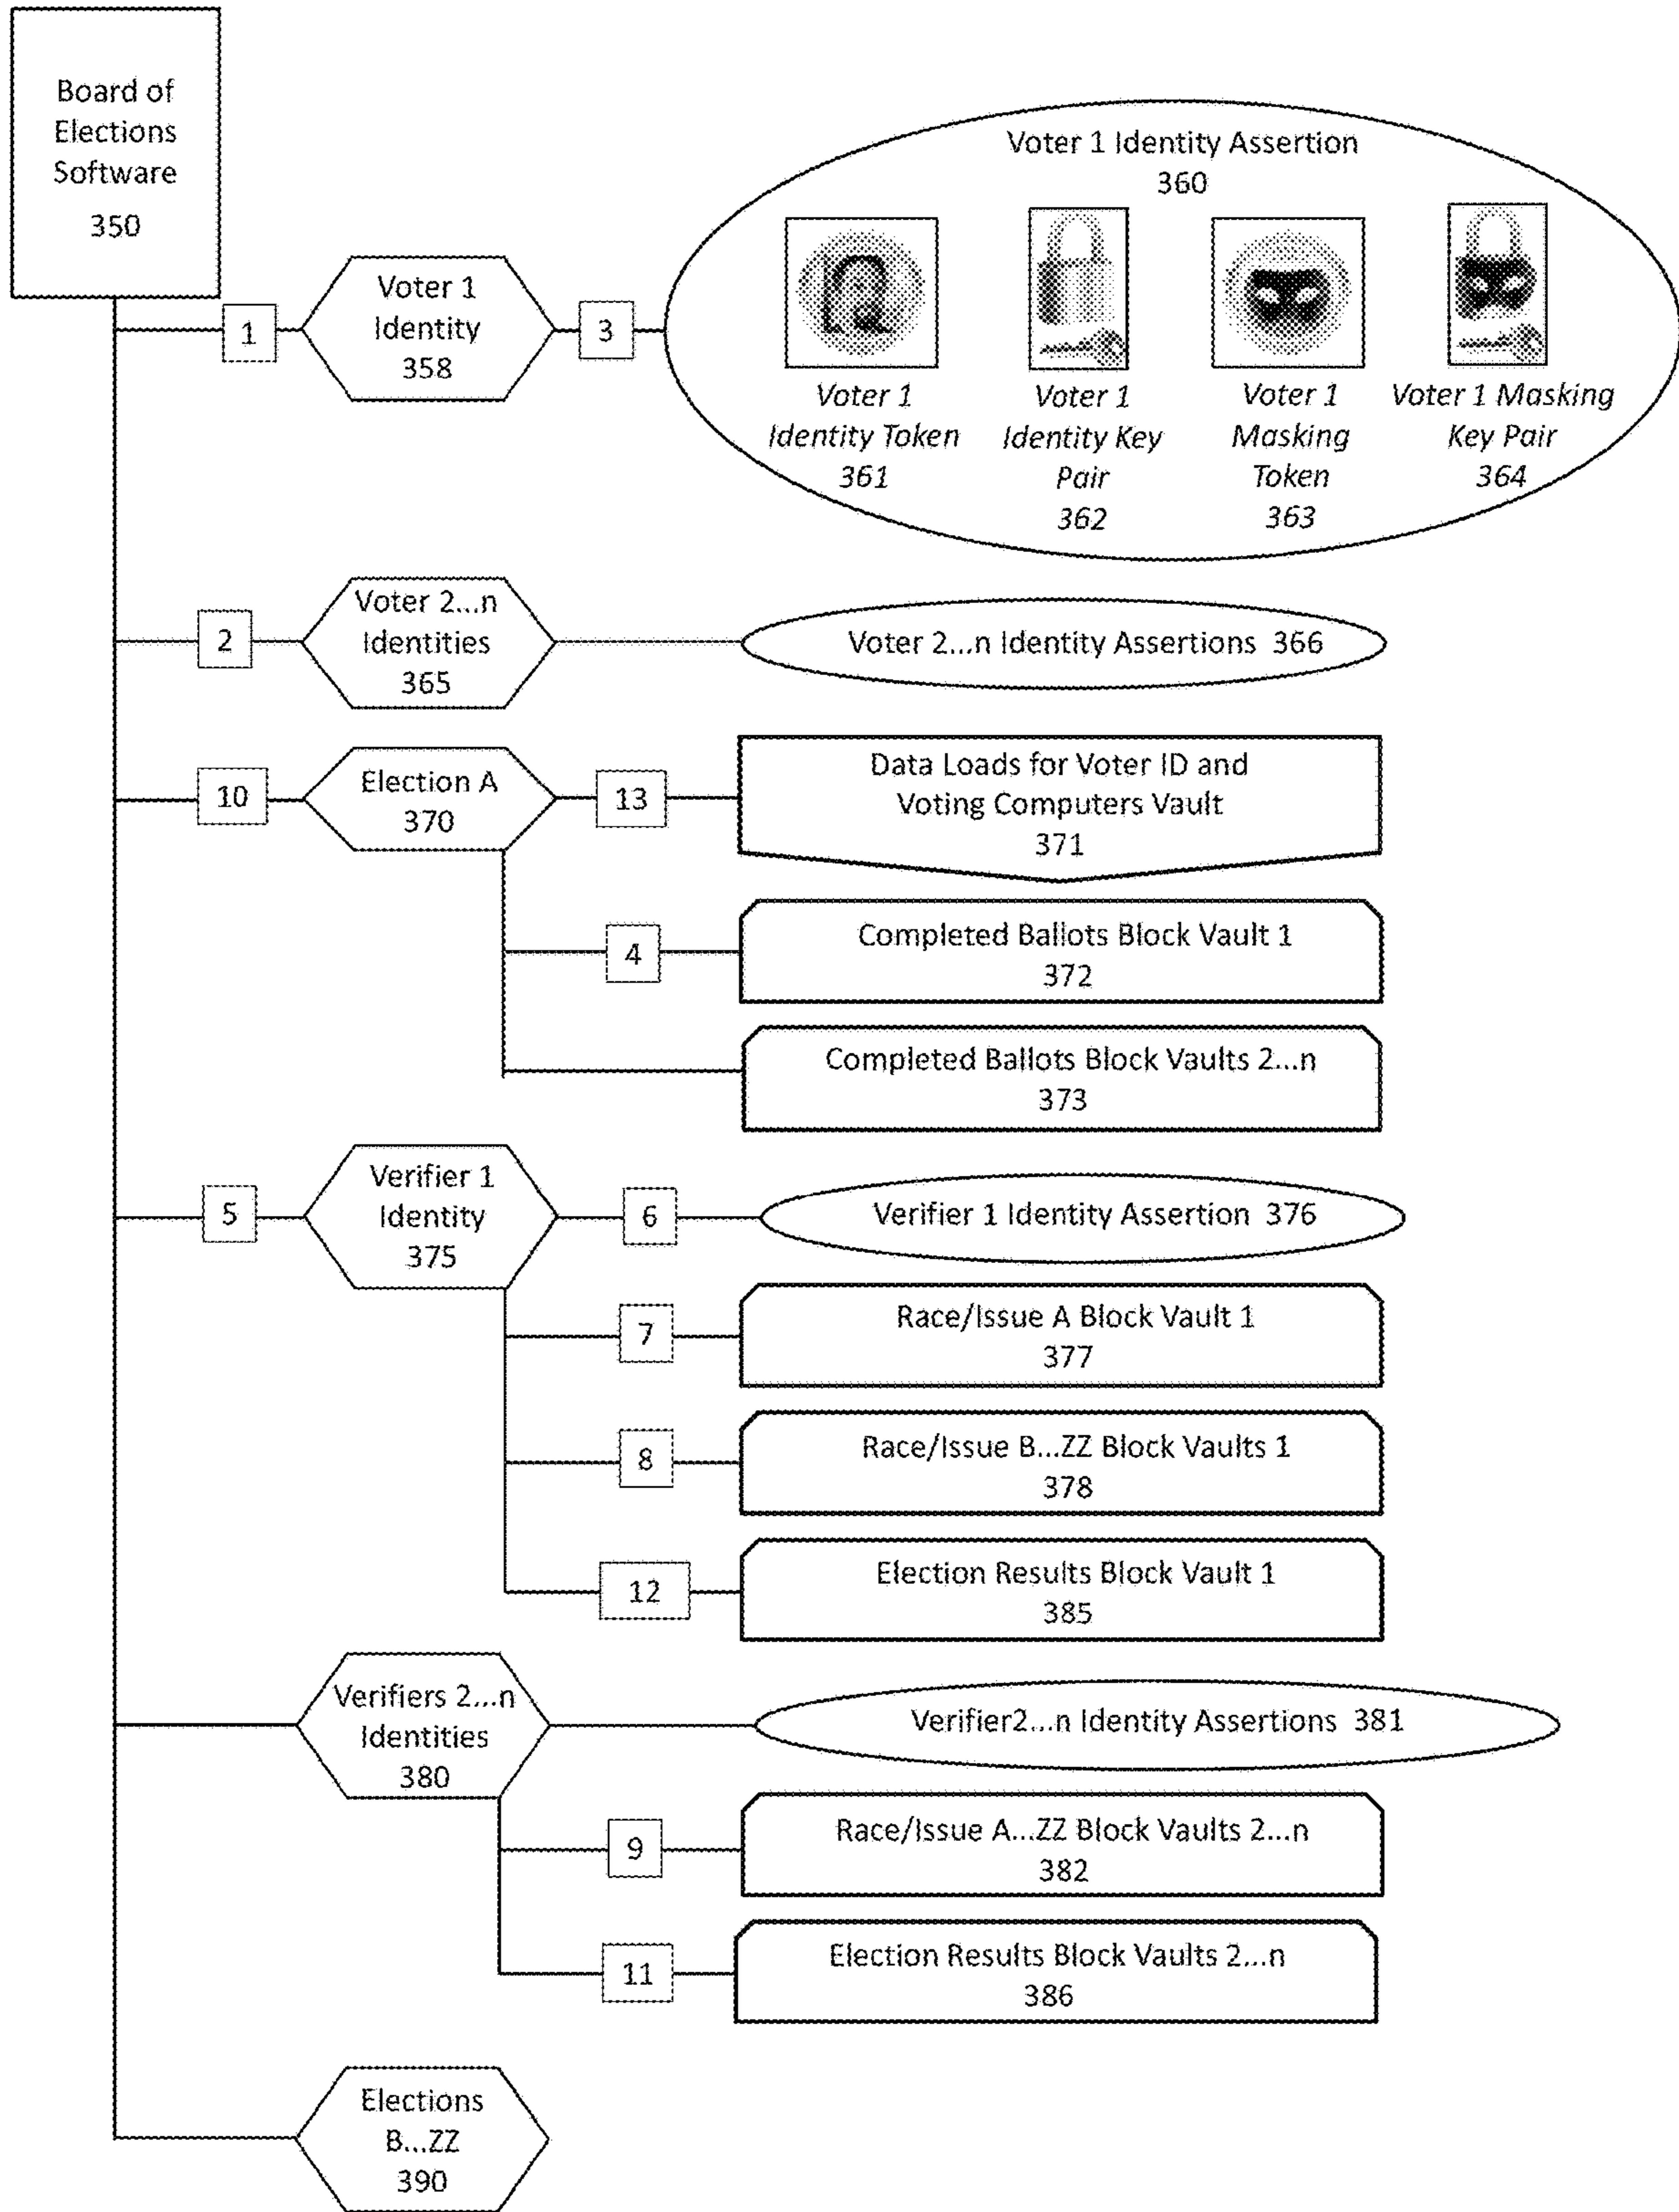 Board of
Elections
Software
350
Voter 1 Identity Assertion
360
1
Voter 1
Identity
358
3
Voter 1
Identity Token
361
Voter 1
Identity Key
Pair
362
Voter 1
Masking
Token
363
Voter 1 Masking
Key Pair
364
2
Voter 2...n
Identities
365
Voter 2...n Identity Assertions 366
10
Election A
370
13
Data Loads for Voter ID and
Voting Computers Vault
371
4
Completed Ballots Block Vault 1
372
Completed Ballots Block Vaults 2...n
373
5
Verifier 1
Identity
375
6
Verifier 1 Identity Assertion 376
7
Race/Issue A Block Vault 1
377
8
Race/Issue B...ZZ Block Vaults 1
378
12
Election Results Block Vault 1
385
Verifiers 2...n
Identities
380
Verifier2...n Identity Assertions 381
9
Race/Issue A...ZZ Block Vaults 2...n
382
11
Election Results Block Vaults 2...n
386
Elections
B...ZZ
390